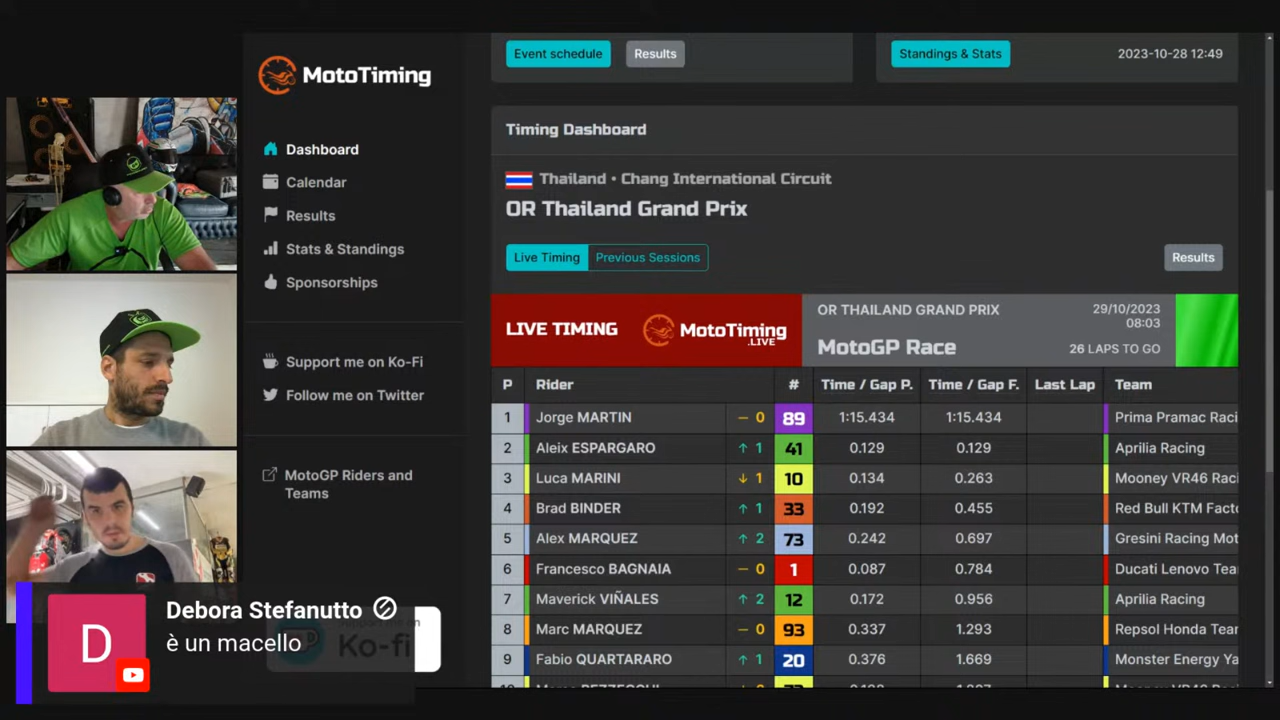 Event schedule
Results
Standings & Stats
2023-10-28 12:49
MotoTiming
Dashboard
Calendar
Results
Stats & Standings
Sponsorships
Support me on Ko-Fi
Follow me on Twitter
MotoGP Riders and
Teams
Timing Dashboard
Thailand • Chang International Circuit
OR Thailand Grand Prix
Live Timing
Previous Sessions
Results
LIVE TIMING
MotoTiming
.LIVE
OR THAILAND GRAND PRIX
29/10/2023
08:03
MotoGP Race
26 LAPS TO GO
P Rider # Time / Gap P. Time / Gap F. Last Lap Team
1 Jorge MARTIN – 0 89 1:15.434 1:15.434 Prima Pramac Raci
2 Aleix ESPARGARO ↑ 1 41 0.129 0.129 Aprilia Racing
3 Luca MARINI ↓ 1 10 0.134 0.263 Mooney VR46 Raci
4 Brad BINDER ↑ 1 33 0.192 0.455 Red Bull KTM Facto
5 Alex MARQUEZ ↑ 2 73 0.242 0.697 Gresini Racing Mot
6 Francesco BAGNAIA – 0 1 0.087 0.784 Ducati Lenovo Tea
7 Maverick VIÑALES ↑ 2 12 0.172 0.956 Aprilia Racing
8 Marc MARQUEZ – 0 93 0.337 1.293 Repsol Honda Team
9 Fabio QUARTARARO ↑ 1 20 0.376 1.669 Monster Energy Ya
D
Debora Stefanutto
è un macello
Ko-fi